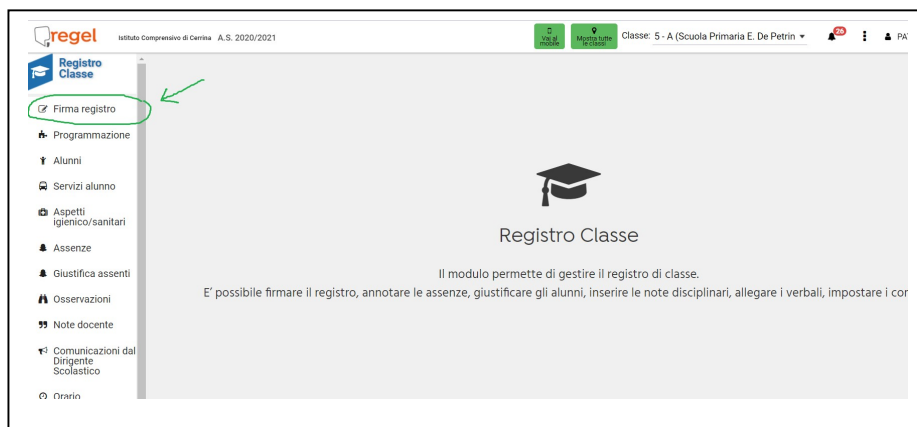 regel Istituto Comprensivo di Cerrina A.S. 2020/2021
Vai al mobile
Mostra tutte le classi
Classe: 5 - A (Scuola Primaria E. De Petrin
26
PA
Registro
Classe
Firma registro
Programmazione
Alunni
Servizi alunno
Aspetti
igienico/sanitari
Assenze
Giustifica assenti
Osservazioni
Note docente
Comunicazioni dal
Dirigente
Scolastico
Orario
Registro Classe
Il modulo permette di gestire il registro di classe.
E' possibile firmare il registro, annotare le assenze, giustificare gli alunni, inserire le note disciplinari, allegare i verbali, impostare i cor